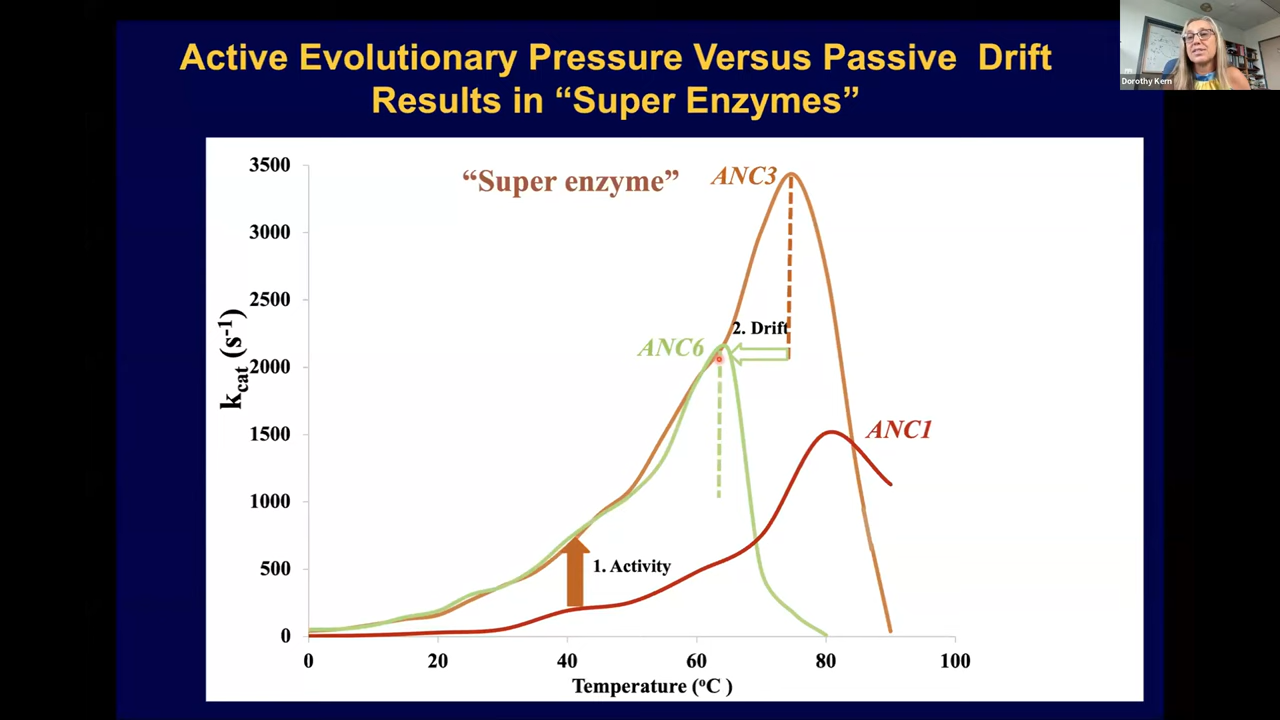 Active Evolutionary Pressure Versus Passive Drift
Results in “Super Enzymes”
Dorothy Kern
3500
3000
2500
2000
1500
1000
500
0
kcat (s-1)
“Super enzyme”
ANC3
2. Drift
ANC6
ANC1
1. Activity
0 20 40 60 80 100
Temperature (oC )